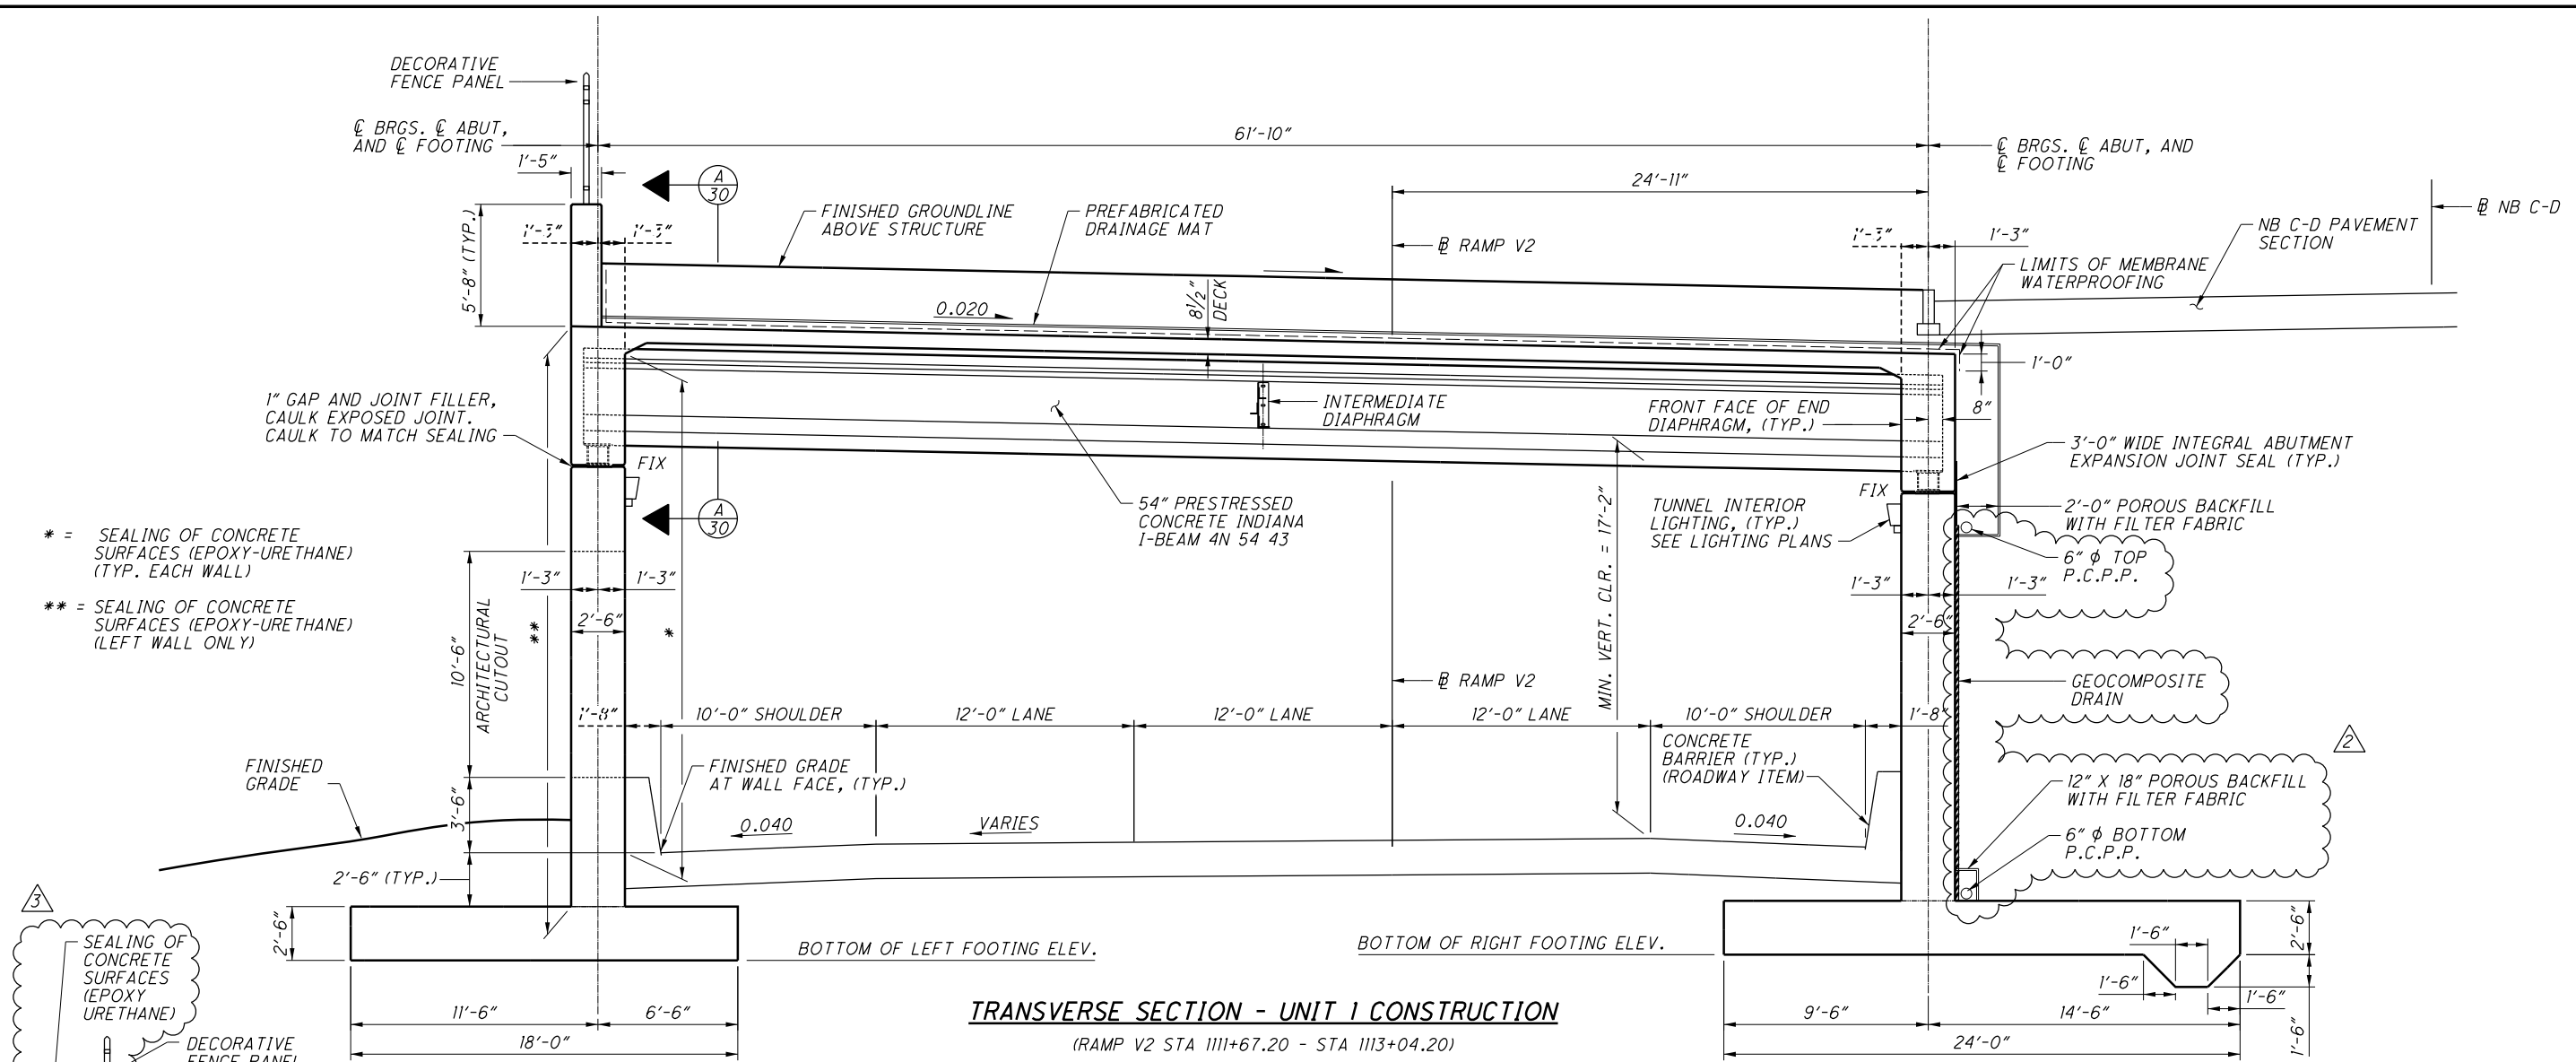 DECORATIVE
FENCE PANEL
℄ BRGS. ℄ ABUT,
AND ℄ FOOTING
61'-10"
℄ BRGS. ℄ ABUT, AND
℄ FOOTING
1'-5"
A
30
24'-11"
5'-8" (TYP.)
1'-3"
1'-3"
FINISHED GROUNDLINE
ABOVE STRUCTURE
PREFABRICATED
DRAINAGE MAT
RAMP V2
1'-3"
1'-3"
NB C-D
NB C-D PAVEMENT
SECTION
LIMITS OF MEMBRANE
WATERPROOFING
0.020
8 1/2"
DECK
1'-0"
1" GAP AND JOINT FILLER,
CAULK EXPOSED JOINT.
CAULK TO MATCH SEALING
INTERMEDIATE
DIAPHRAGM
FRONT FACE OF END
DIAPHRAGM, (TYP.)
8"
3'-0" WIDE INTEGRAL ABUTMENT
EXPANSION JOINT SEAL (TYP.)
FIX
FIX
A
30
54" PRESTRESSED
CONCRETE INDIANA
I-BEAM 4N 54 43
MIN. VERT. CLR. = 17'-2"
TUNNEL INTERIOR
LIGHTING, (TYP.)
SEE LIGHTING PLANS
2'-0" POROUS BACKFILL
WITH FILTER FABRIC
6" ϕ TOP
P.C.P.P.
* = SEALING OF CONCRETE
SURFACES (EPOXY-URETHANE)
(TYP. EACH WALL)
** = SEALING OF CONCRETE
SURFACES (EPOXY-URETHANE)
(LEFT WALL ONLY)
1'-3"
1'-3"
2'-6"
**
*
1'-3"
1'-3"
2'-6"
10'-6"
ARCHITECTURAL
CUTOUT
RAMP V2
GEOCOMPOSITE
DRAIN
1'-8"
10'-0" SHOULDER
12'-0" LANE
12'-0" LANE
12'-0" LANE
10'-0" SHOULDER
1'-8"
2
CONCRETE
BARRIER (TYP.)
(ROADWAY ITEM)
FINISHED
GRADE
FINISHED GRADE
AT WALL FACE, (TYP.)
12" X 18" POROUS BACKFILL
WITH FILTER FABRIC
3'-6"
0.040
VARIES
0.040
6" ϕ BOTTOM
P.C.P.P.
2'-6" (TYP.)
3
SEALING OF
CONCRETE
SURFACES
(EPOXY
URETHANE)
2'-6"
BOTTOM OF LEFT FOOTING ELEV.
BOTTOM OF RIGHT FOOTING ELEV.
1'-6"
2'-6"
1'-6"
1'-6"
1'-6"
11'-6"
6'-6"
18'-0"
9'-6"
14'-6"
24'-0"
TRANSVERSE SECTION - UNIT 1 CONSTRUCTION
(RAMP V2 STA 1111+67.20 - STA 1113+04.20)
DECORATIVE
FENCE PANEL